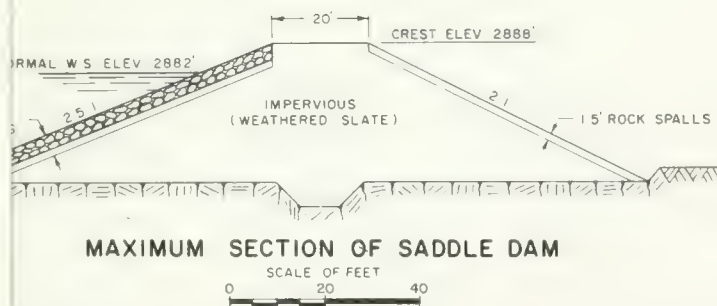 20'
CREST ELEV 2888'
ORMAL W S ELEV 2882'
S
2 5 1
IMPERVIOUS
(WEATHERED SLATE)
2 1
1 5' ROCK SPALLS
MAXIMUM SECTION OF SADDLE DAM
SCALE OF FEET
0 20 40